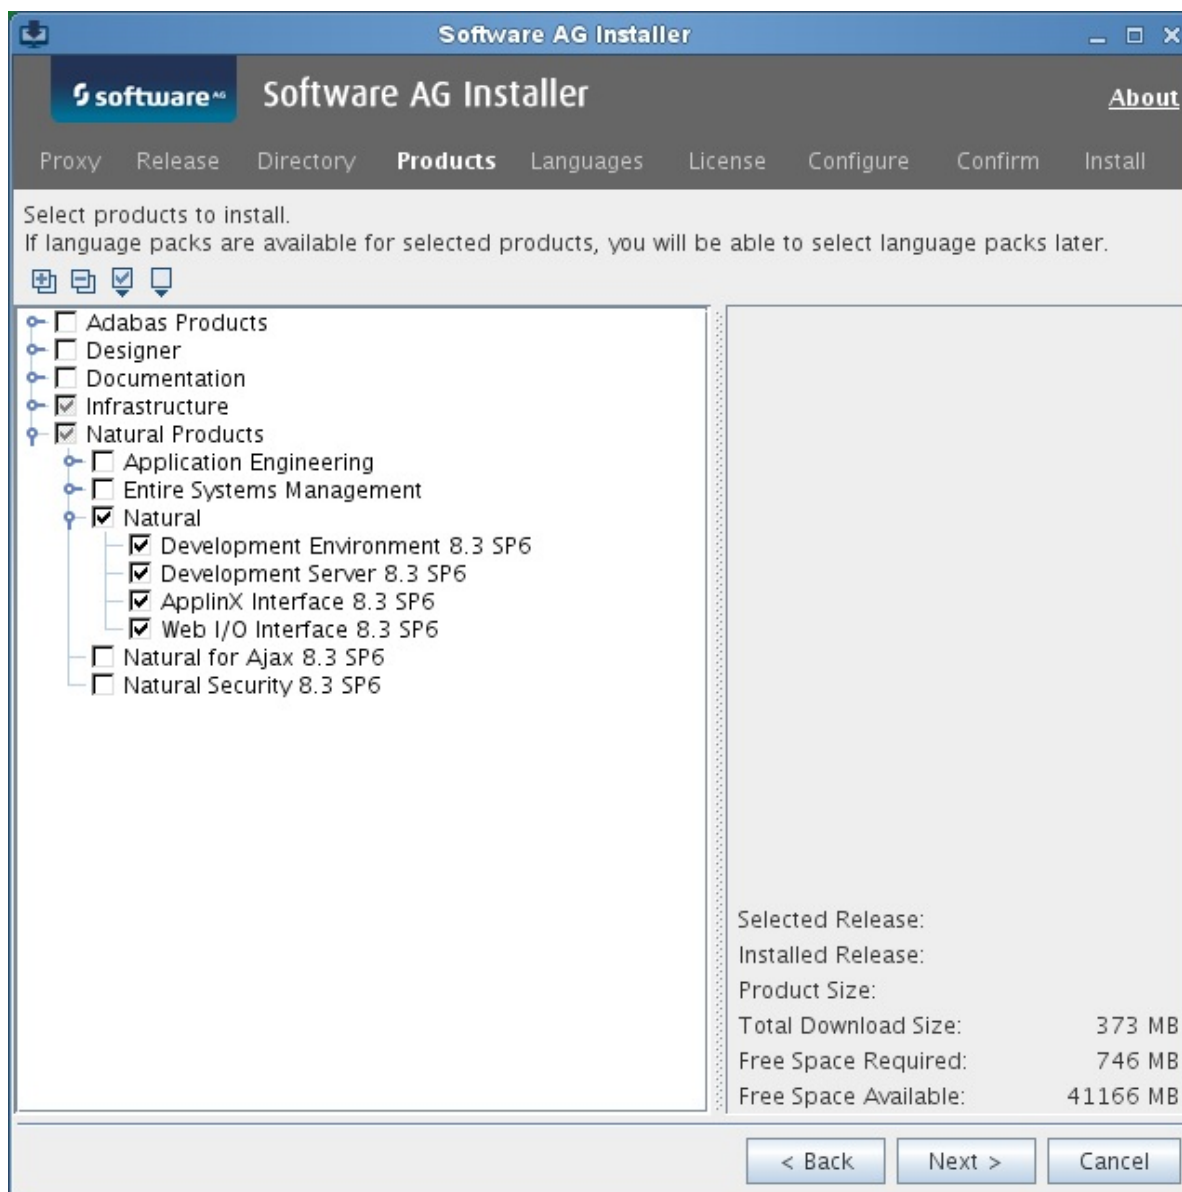 Software AG Installer
software AG
Software AG Installer
About
Proxy Release Directory Products Languages License Configure Confirm Install
Select products to install.
If language packs are available for selected products, you will be able to select language packs later.
Adabas Products
Designer
Documentation
Infrastructure
Natural Products
Application Engineering
Entire Systems Management
Natural
Development Environment 8.3 SP6
Development Server 8.3 SP6
ApplinX Interface 8.3 SP6
Web I/O Interface 8.3 SP6
Natural for Ajax 8.3 SP6
Natural Security 8.3 SP6
Selected Release:
Installed Release:
Product Size:
Total Download Size: 373 MB
Free Space Required: 746 MB
Free Space Available: 41166 MB
< Back Next > Cancel